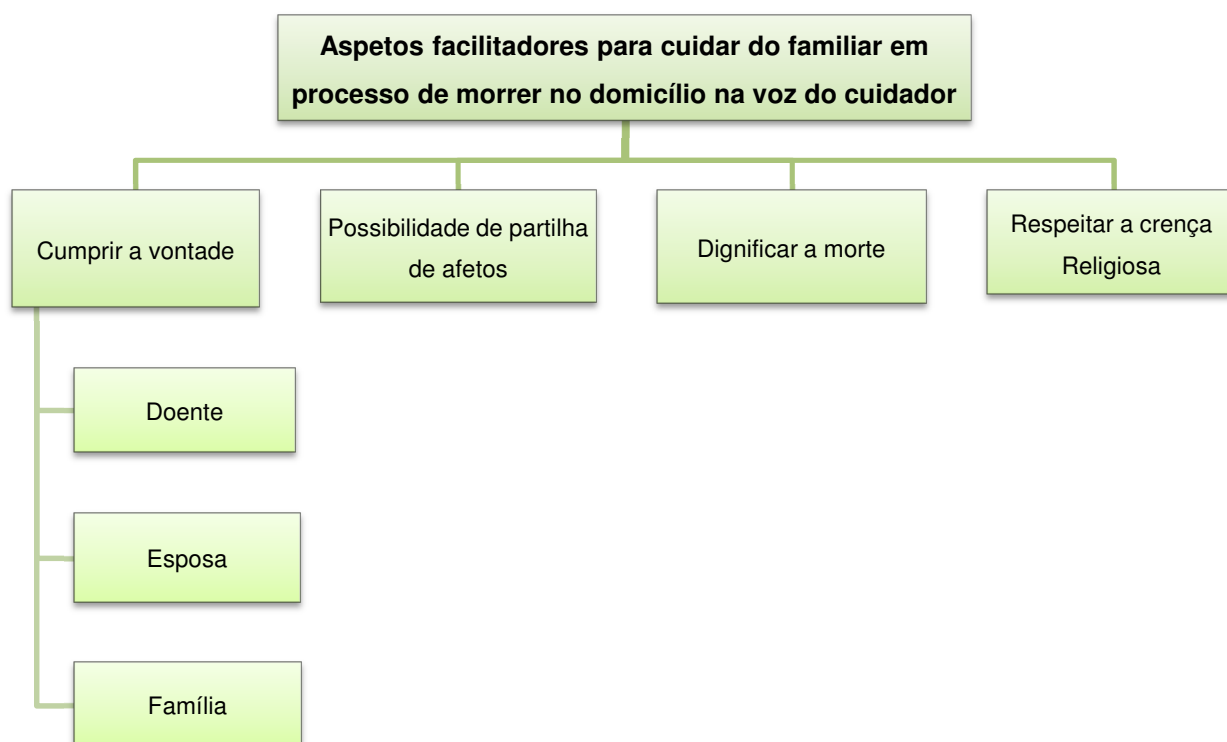 Aspetos facilitadores para cuidar do familiar em
processo de morrer no domicílio na voz do cuidador
Cumprir a vontade
Possibilidade de partilha
de afetos
Dignificar a morte
Respeitar a crença
Religiosa
Doente
Esposa
Família